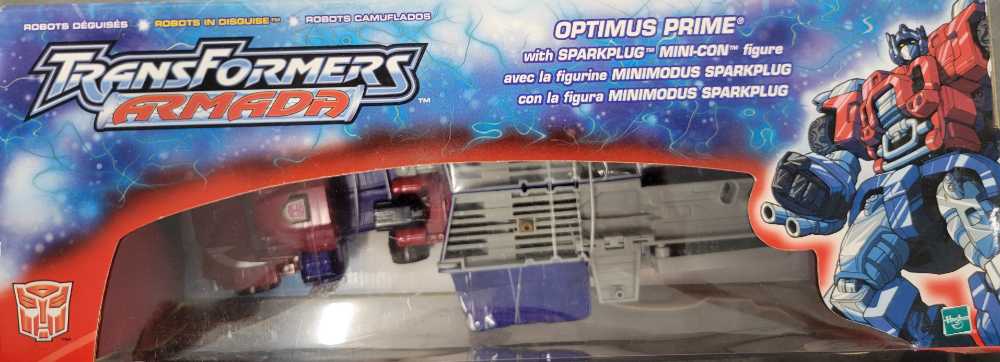 ROBOTS DÉGUISÉS • ROBOTS IN DISGUISE™ • ROBOTS CAMUFLADOS
TRANSFORMERS
ARMADA™
OPTIMUS PRIME®
with SPARKPLUG™ MINI-CON™ figure
avec la figurine MINIMODUS SPARKPLUG
con la figura MINIMODUS SPARKPLUG
TM
Hasbro